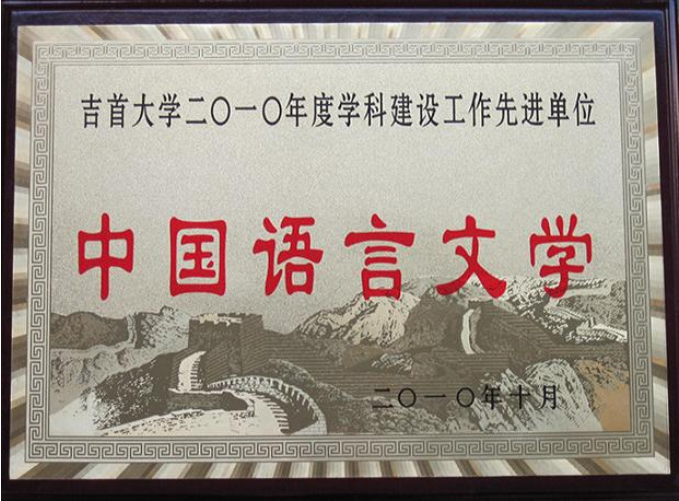 吉首大学二〇一〇年度学科建设工作先进单位
中国语言文学
二〇一〇年十月